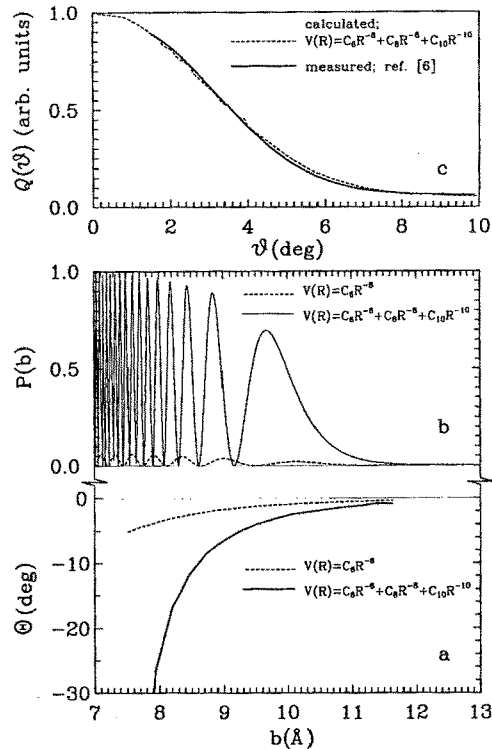 calculated;
V(R)=C₆R⁻⁶+C₈R⁻⁸+C₁₀R⁻¹⁰
measured; ref. [6]
Q(ϑ) (arb. units)
1.0
0.5
0.0
c
0 2 4 6 8 10
ϑ(deg)
V(R)=C₆R⁻⁶
V(R)=C₆R⁻⁶+C₈R⁻⁸+C₁₀R⁻¹⁰
P(b)
1.0
0.5
0.0
b
V(R)=C₆R⁻⁶
V(R)=C₆R⁻⁶+C₈R⁻⁸+C₁₀R⁻¹⁰
Θ(deg)
0
-10
-20
-30
a
7 8 9 10 11 12 13
b(Å)